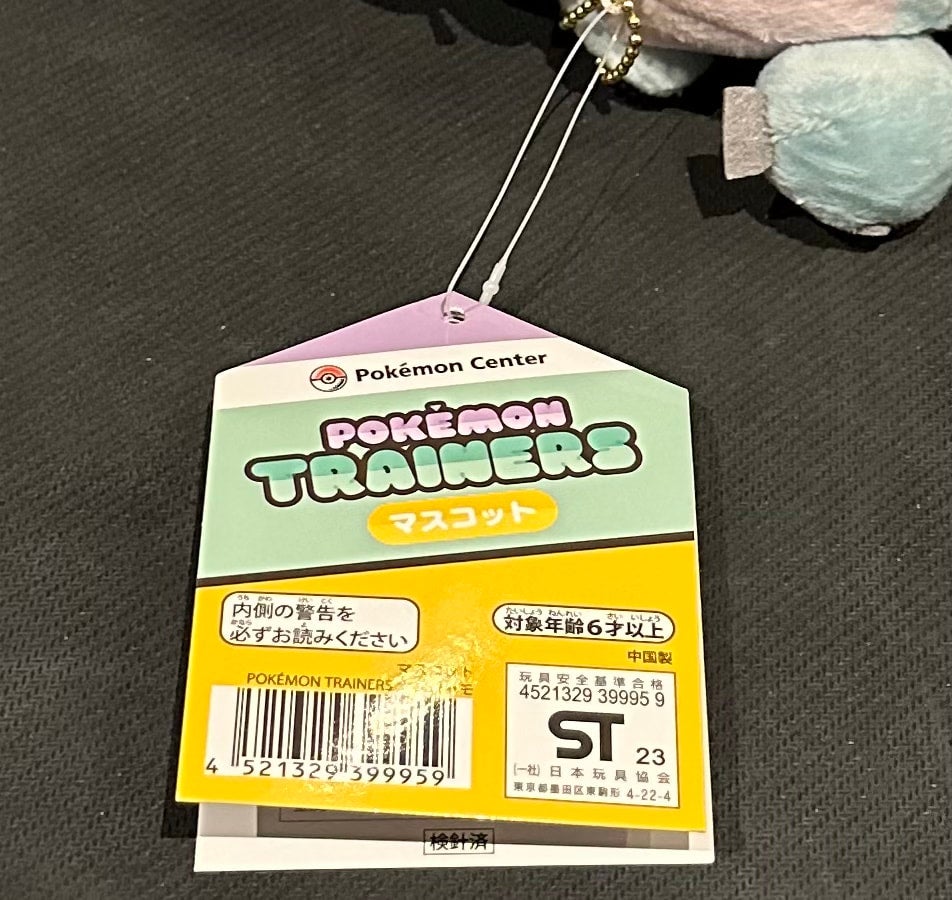 Pokémon Center
POKÉMON
TRAINERS
マスコット
内側の警告を
必ずお読みください
対象年齢6才以上
中国製
マスコット
POKÉMON TRAINERS
4 521329 399959
玩具安全基準合格
4521329 39995 9
ST 23
(一社) 日本玩具協会
東京都墨田区東駒形 4-22-4
検針済